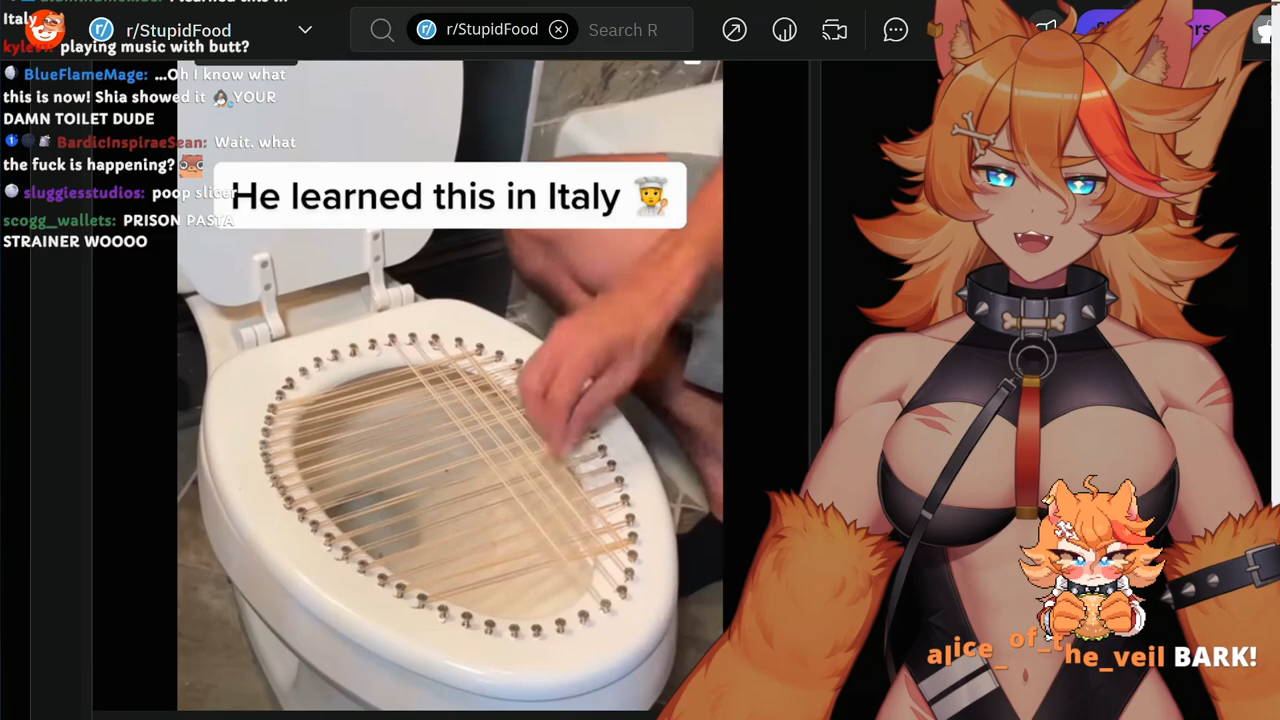 Italy
r/StupidFood
r/StupidFood
Search R
kyle playing music with butt?
BlueFlameMage: ...Oh I know what
this is now! Shia showed it YOUR
DAMN TOILET DUDE
BardicInspiraeSean: Wait. what
the fuck is happening?
sluggiesstudios: poop slicer
scogg_wallets: PRISON PASTA
STRAINER WOOOO
He learned this in Italy
alice_of_the_veil BARK!